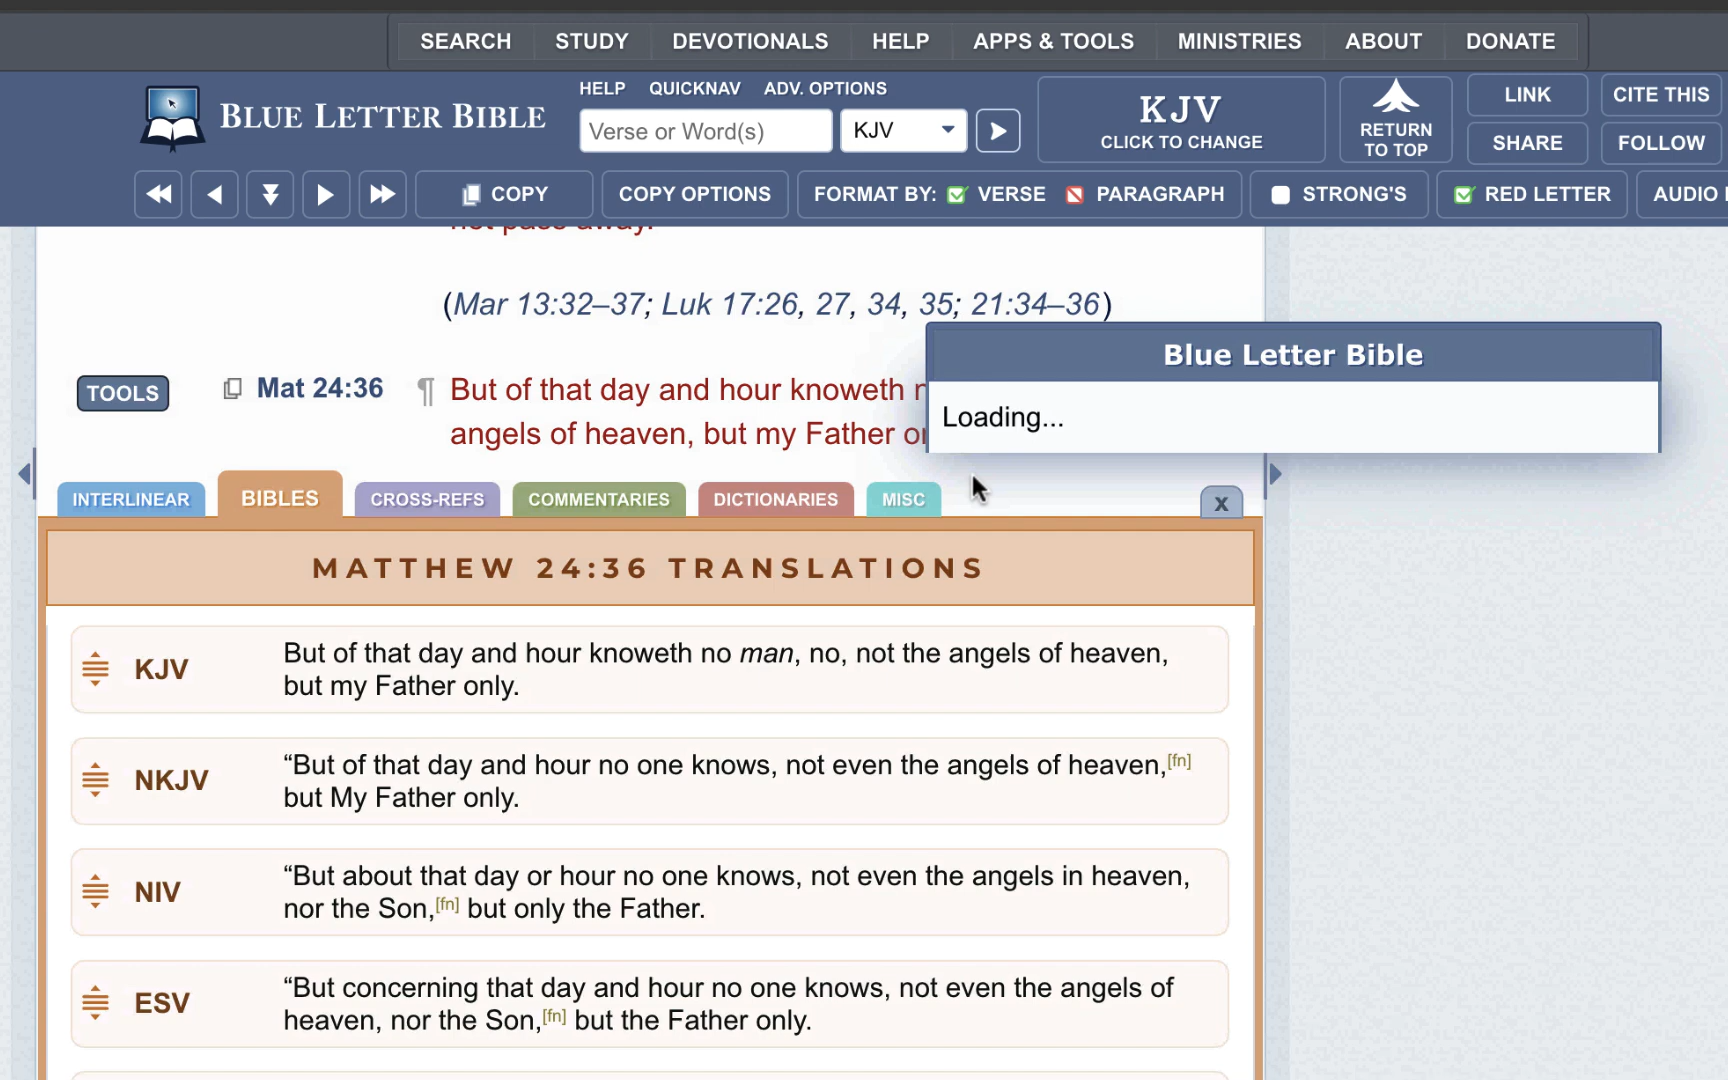 SEARCH STUDY DEVOTIONALS HELP APPS & TOOLS MINISTRIES ABOUT DONATE
HELP QUICKNAV ADV. OPTIONS
BLUE LETTER BIBLE
Verse or Word(s) KJV
KJV
CLICK TO CHANGE
RETURN
TO TOP
LINK CITE THIS
SHARE FOLLOW
COPY COPY OPTIONS FORMAT BY: VERSE PARAGRAPH STRONG'S RED LETTER AUDIO
not pass away.
(Mar 13:32–37; Luk 17:26, 27, 34, 35; 21:34–36)
Blue Letter Bible
Loading...
TOOLS Mat 24:36 ¶ But of that day and hour knoweth
angels of heaven, but my Father
INTERLINEAR BIBLES CROSS-REFS COMMENTARIES DICTIONARIES MISC X
MATTHEW 24:36 TRANSLATIONS
KJV But of that day and hour knoweth no man, no, not the angels of heaven,
but my Father only.
NKJV “But of that day and hour no one knows, not even the angels of heaven,[fn]
but My Father only.
NIV “But about that day or hour no one knows, not even the angels in heaven,
nor the Son,[fn] but only the Father.
ESV “But concerning that day and hour no one knows, not even the angels of
heaven, nor the Son,[fn] but the Father only.